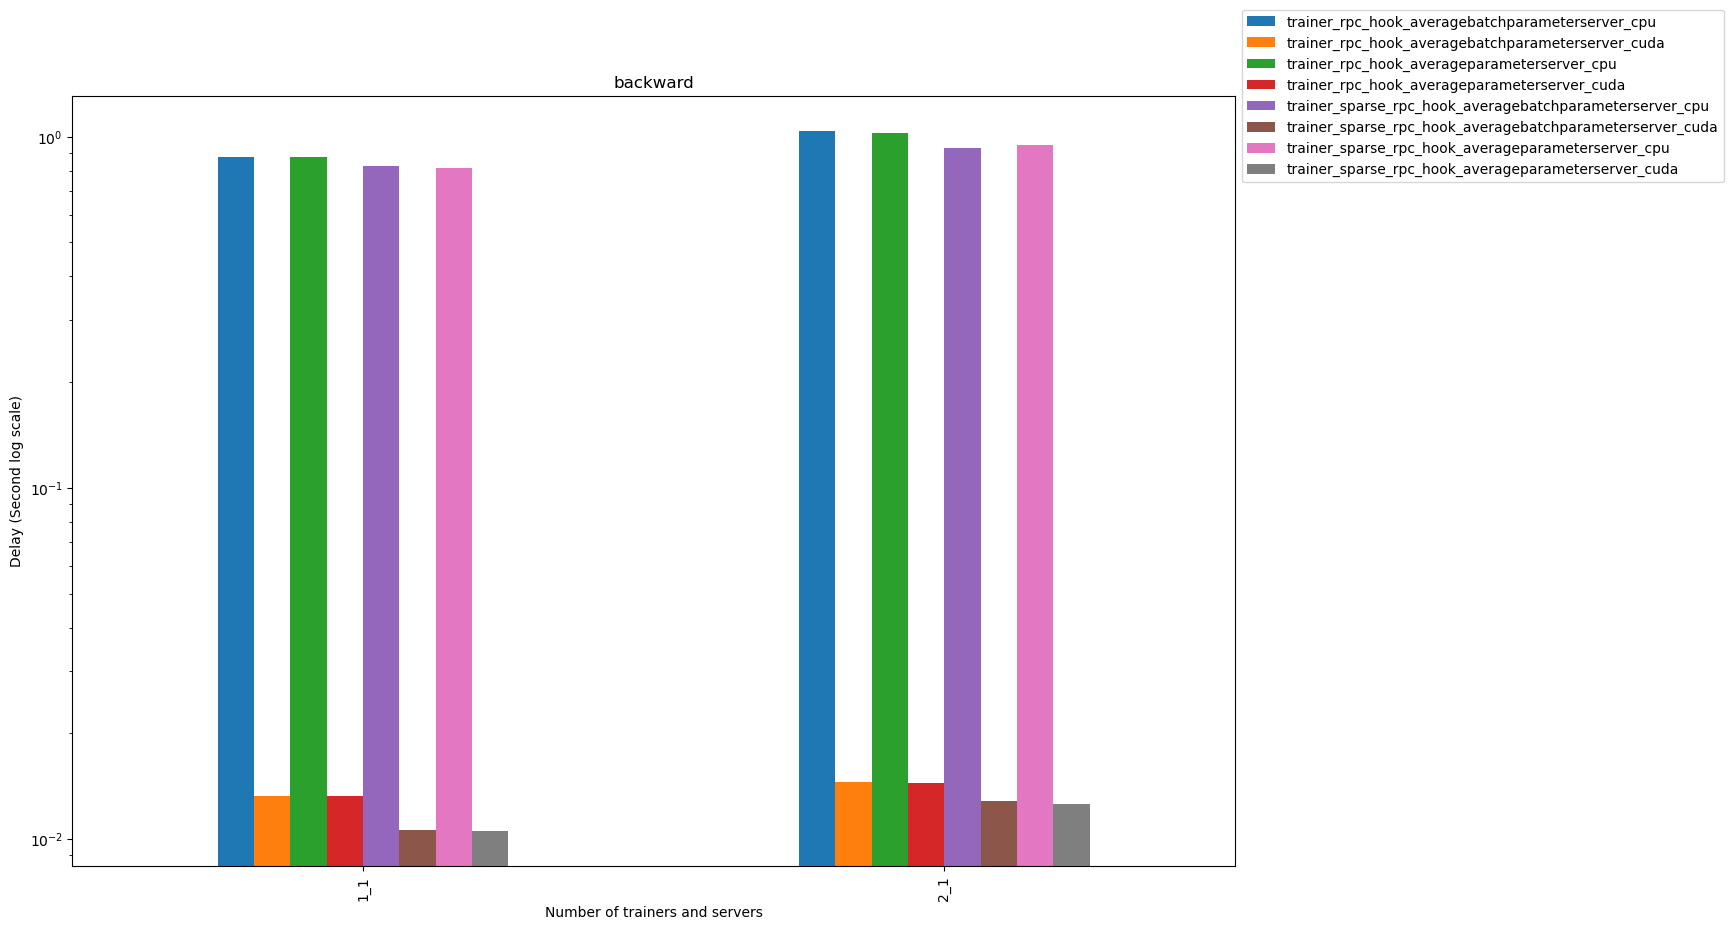 trainer_rpc_hook_averagebatchparameterserver_cpu
trainer_rpc_hook_averagebatchparameterserver_cuda
trainer_rpc_hook_averageparameterserver_cpu
trainer_rpc_hook_averageparameterserver_cuda
trainer_sparse_rpc_hook_averagebatchparameterserver_cpu
trainer_sparse_rpc_hook_averagebatchparameterserver_cuda
trainer_sparse_rpc_hook_averageparameterserver_cpu
trainer_sparse_rpc_hook_averageparameterserver_cuda
backward
10⁰
10⁻¹
10⁻²
Delay (Second log scale)
1_1
2_1
Number of trainers and servers